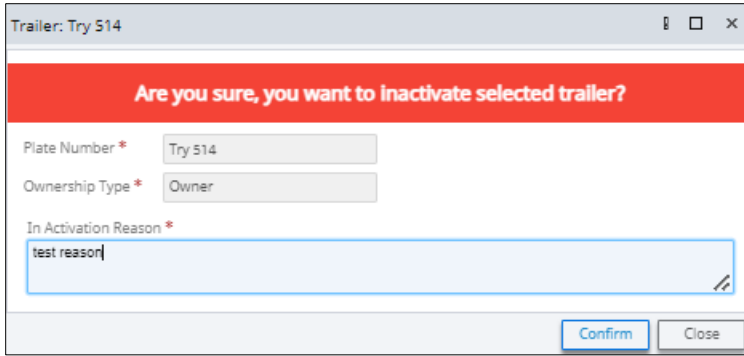 Trailer: Try 514
Are you sure, you want to inactivate selected trailer?
Plate Number * Try 514
Ownership Type * Owner
In Activation Reason *
test reason
Confirm Close